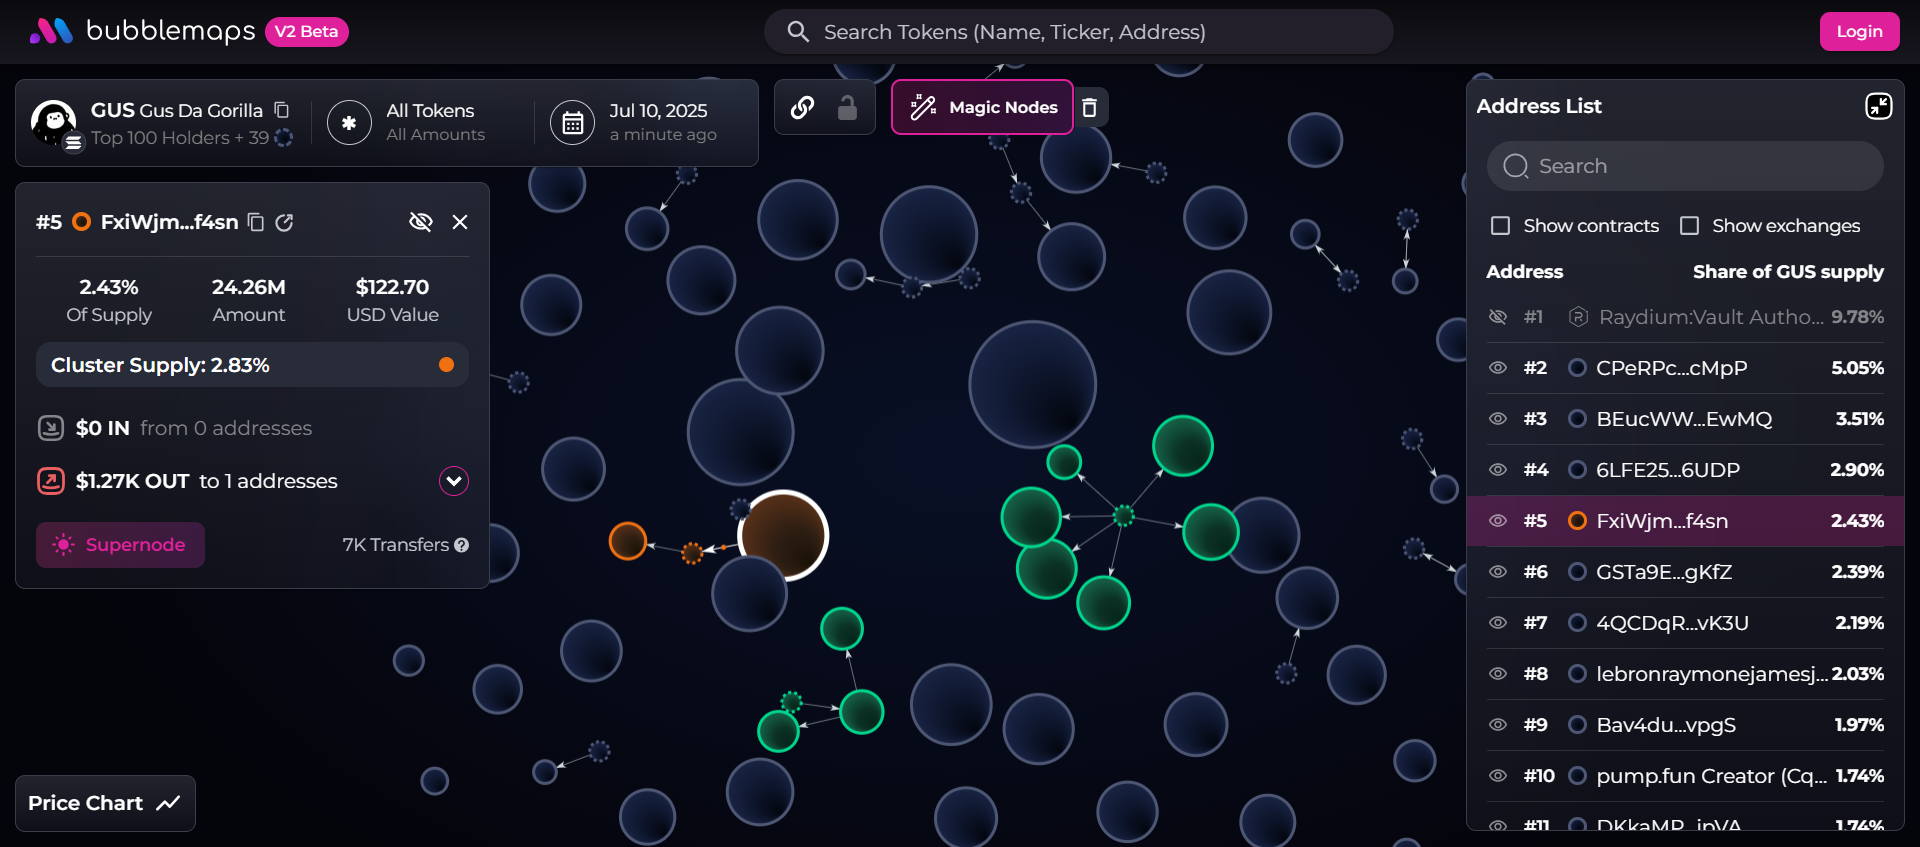 bubblemaps V2 Beta
Search Tokens (Name, Ticker, Address)
Login
GUS Gus Da Gorilla
Top 100 Holders + 39
All Tokens
All Amounts
Jul 10, 2025
a minute ago
Magic Nodes
#5 FxiWjm...f4sn
2.43% 24.26M $122.70
Of Supply Amount USD Value
Cluster Supply: 2.83%
$0 IN from 0 addresses
$1.27K OUT to 1 addresses
Supernode 7K Transfers
Price Chart
Address List
Search
Show contracts Show exchanges
Address Share of GUS supply
#1 Raydium:Vault Autho... 9.78%
#2 CPeRPc...cMpP 5.05%
#3 BEucWW...EwMQ 3.51%
#4 6LFE25...6UDP 2.90%
#5 FxiWjm...f4sn 2.43%
#6 GSTa9E...gKfZ 2.39%
#7 4QCDqR...vK3U 2.19%
#8 lebronraymonejamesj... 2.03%
#9 Bav4du...vpgS 1.97%
#10 pump.fun Creator (Cq... 1.74%
#11 DKkaMP...ipVA 1.74%